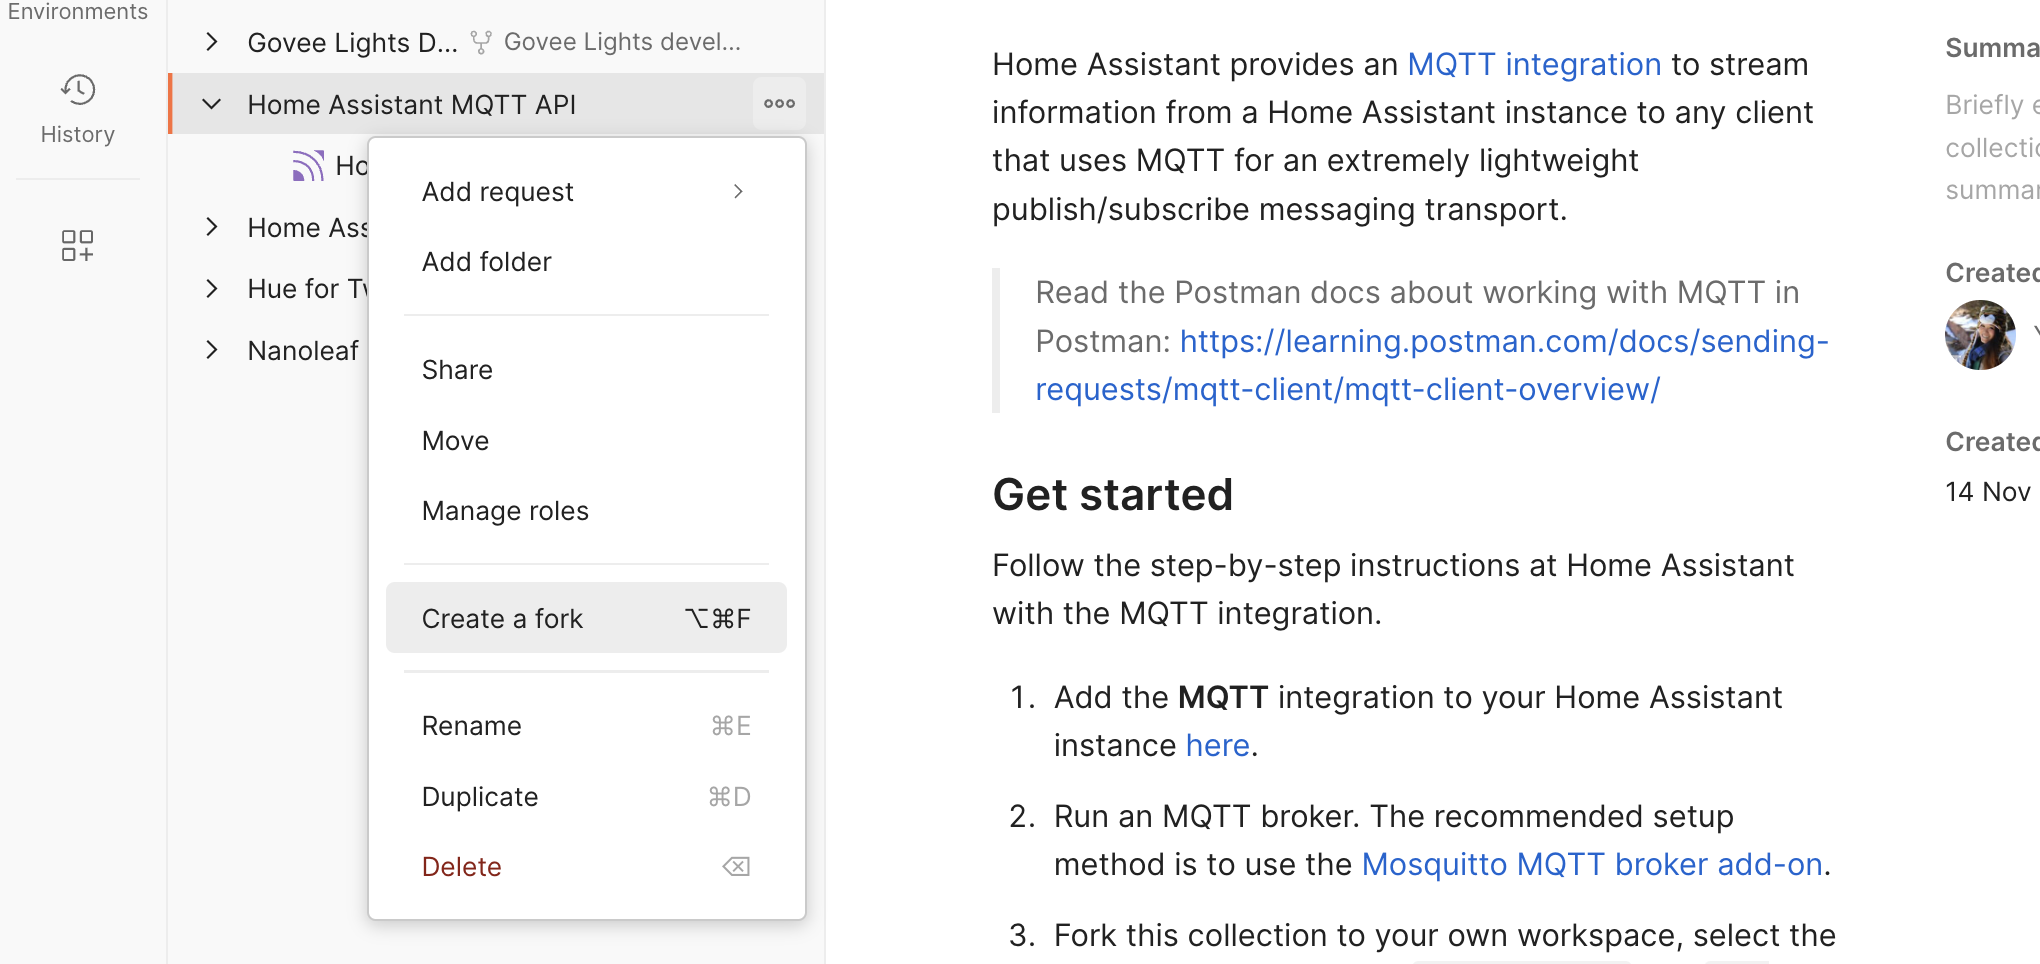 Environments
History
Govee Lights D... Govee Lights devel...
Home Assistant MQTT API
Ho
Home Ass
Hue for Tw
Nanoleaf
Add request
Add folder
Share
Move
Manage roles
Create a fork ⌥⌘F
Rename ⌘E
Duplicate ⌘D
Delete
Home Assistant provides an MQTT integration to stream
information from a Home Assistant instance to any client
that uses MQTT for an extremely lightweight
publish/subscribe messaging transport.
Read the Postman docs about working with MQTT in
Postman: https://learning.postman.com/docs/sending-
requests/mqtt-client/mqtt-client-overview/
Get started
Follow the step-by-step instructions at Home Assistant
with the MQTT integration.
1. Add the MQTT integration to your Home Assistant
instance here.
2. Run an MQTT broker. The recommended setup
method is to use the Mosquitto MQTT broker add-on.
3. Fork this collection to your own workspace, select the
Summa
Briefly e
collectio
summar
Created
Created
14 Nov